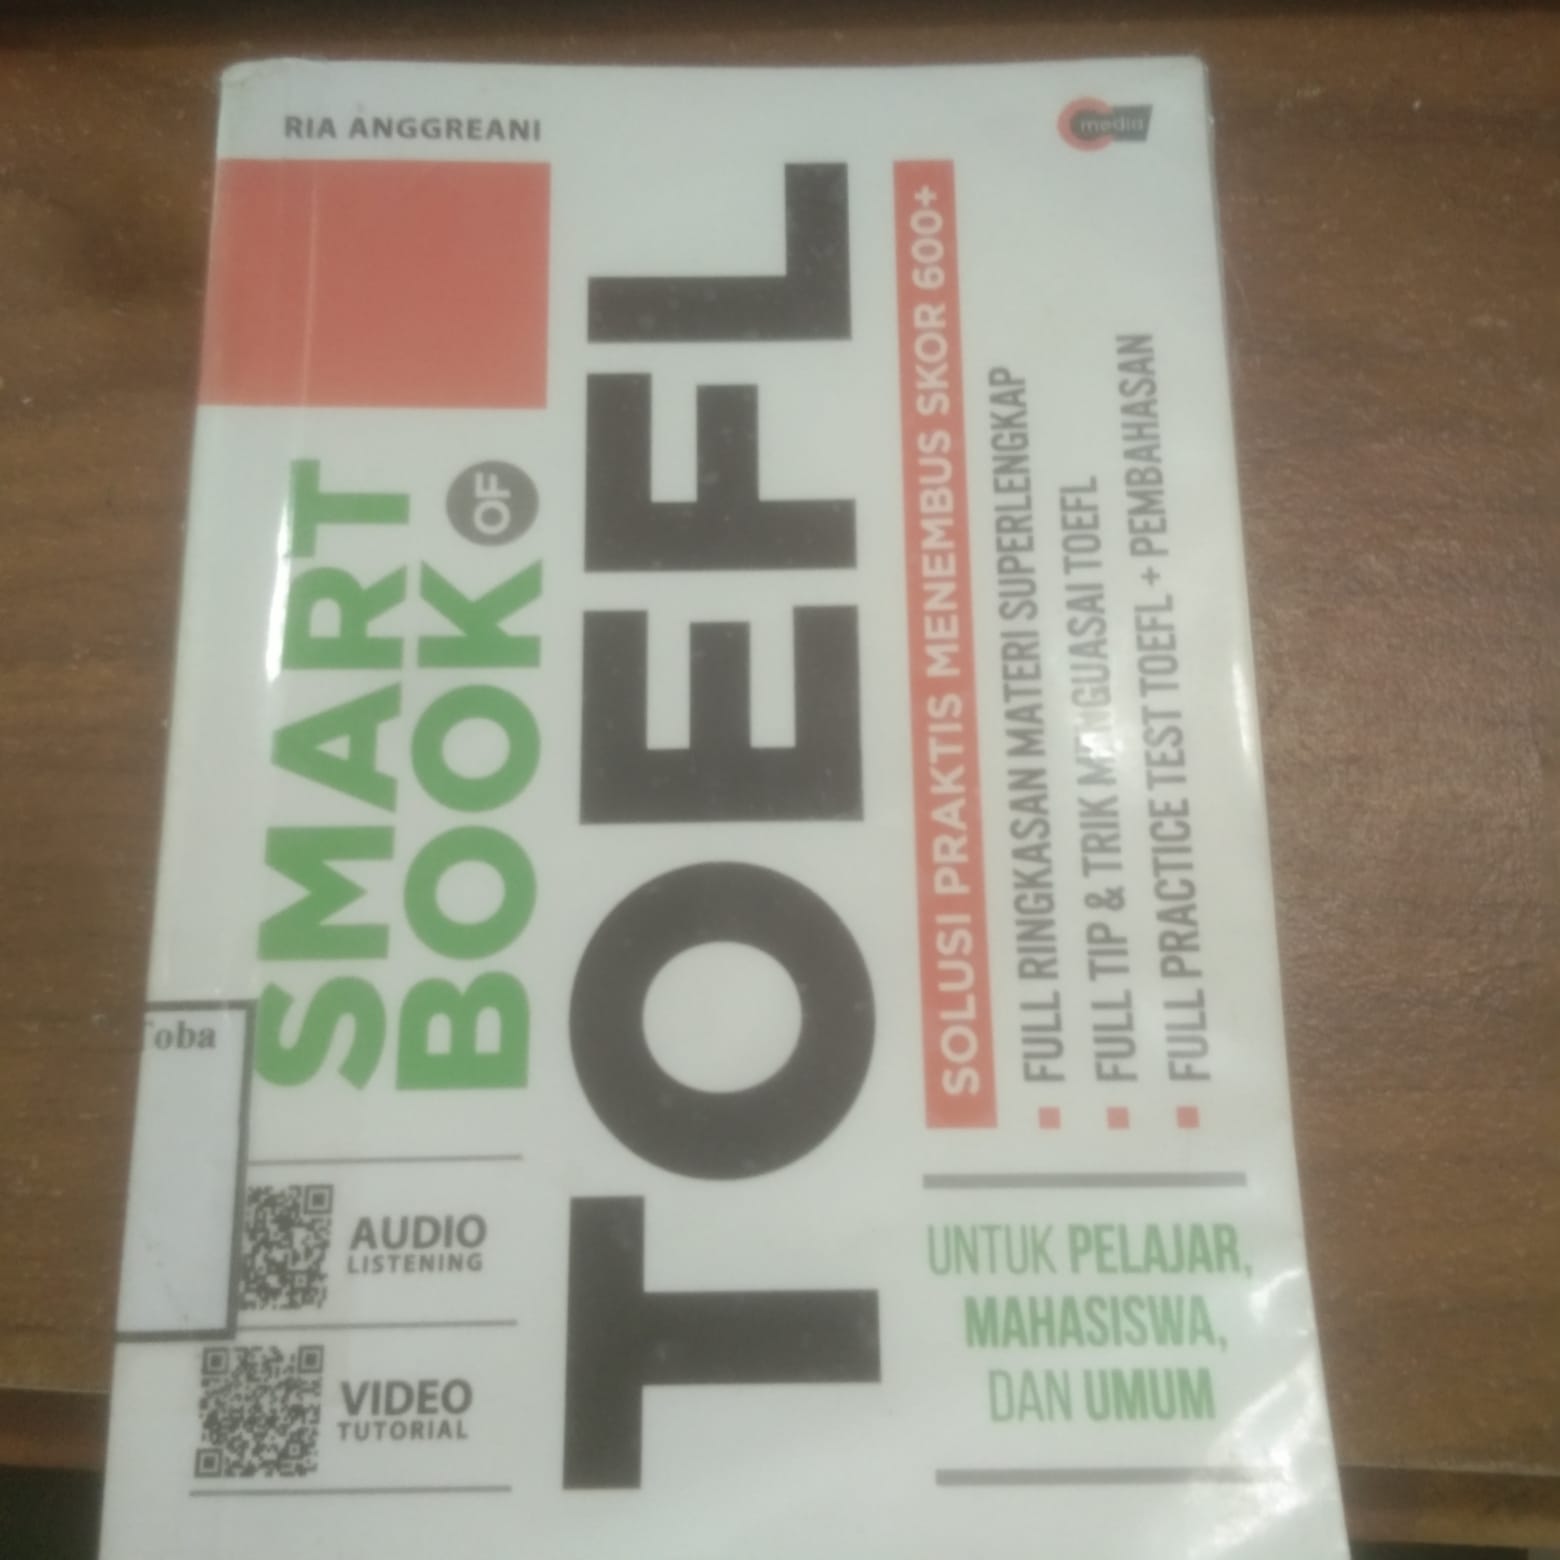 RIA ANGGREANI
media
SMART
BOOK OF
TOEFL
SOLUSI PRAKTIS MENEMBUS SKOR 600+
FULL RINGKASAN MATERI SUPERLENGKAP
FULL TIP & TRIK MENGUASAI TOEFL
FULL PRACTICE TEST TOEFL + PEMBAHASAN
oba
AUDIO
LISTENING
VIDEO
TUTORIAL
UNTUK PELAJAR,
MAHASISWA,
DAN UMUM